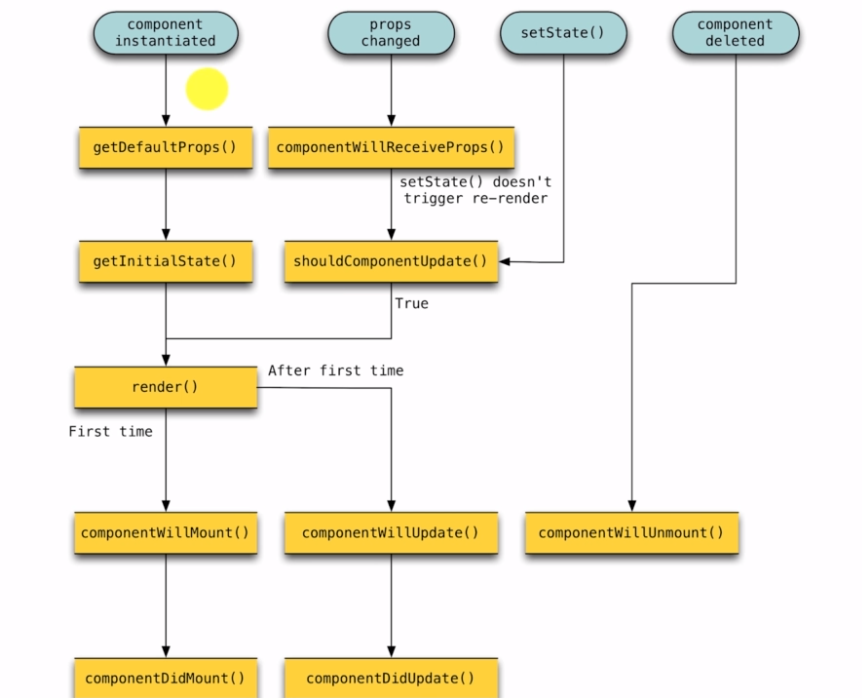 component
instantiated
props
changed
setState()
component
deleted
getDefaultProps()
componentWillReceiveProps()
setState() doesn't
trigger re-render
getInitialState()
shouldComponentUpdate()
True
render()
After first time
First time
componentWillMount()
componentWillUpdate()
componentWillUnmount()
componentDidMount()
componentDidUpdate()